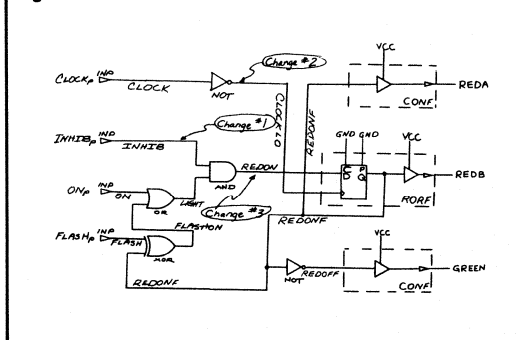 Change #2
VCC
CLOCKP INP
CLOCK
NOT
REDA
CONF
CLOCKLO
REDONF
Change #1
INHIBP INP
INHIB
GND GND
VCC
REDON
AND
REDB
RORF
ONP INP
ON
OR
LIGHT
Change #3
REDONF
FLASHON
FLASHP INP
FLASH
XOR
VCC
REDONF
NOT
REDOFF
GREEN
CONF